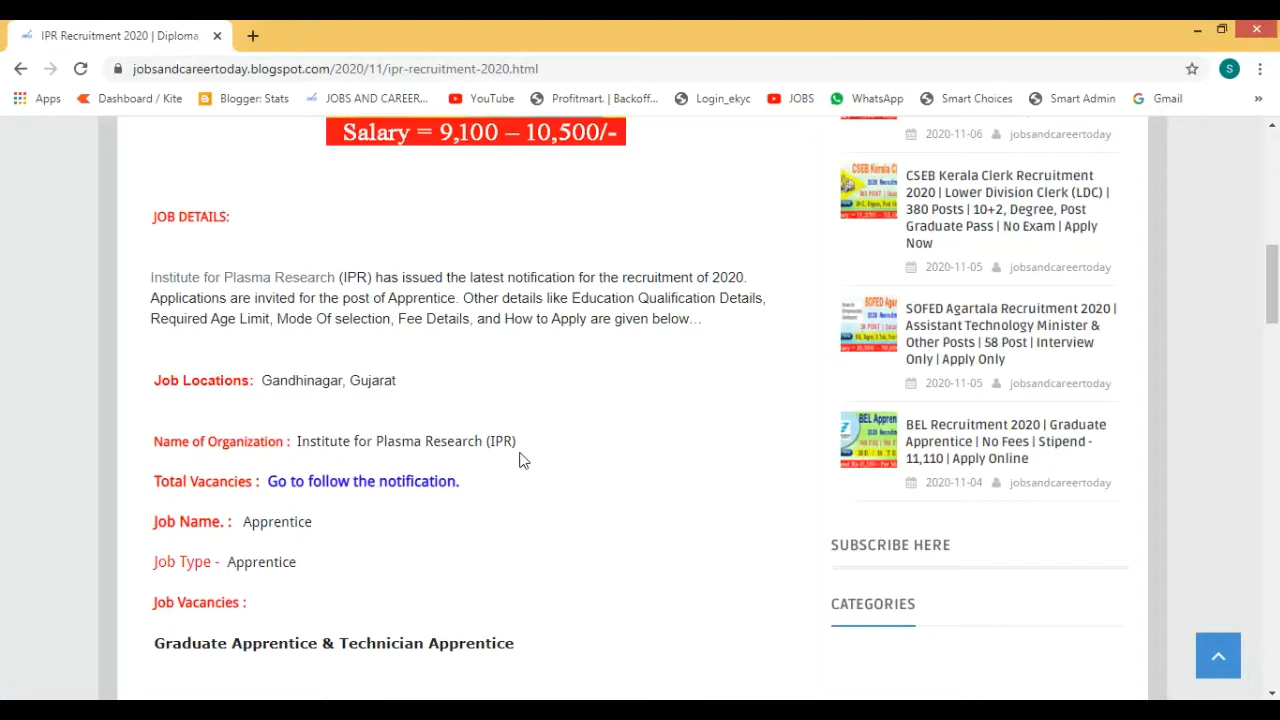 IPR Recruitment 2020 | Diploma
jobsandcareertoday.blogspot.com/2020/11/ipr-recruitment-2020.html
S
Apps
Dashboard / Kite
Blogger: Stats
JOBS AND CAREER...
YouTube
Profitmart. | Backoff...
Login_ekyc
JOBS
WhatsApp
Smart Choices
Smart Admin
Gmail
»
Salary = 9,100 – 10,500/-
JOB DETAILS:
Institute for Plasma Research (IPR) has issued the latest notification for the recruitment of 2020.
Applications are invited for the post of Apprentice. Other details like Education Qualification Details,
Required Age Limit, Mode Of selection, Fee Details, and How to Apply are given below…
Job Locations: Gandhinagar, Gujarat
Name of Organization : Institute for Plasma Research (IPR)
Total Vacancies : Go to follow the notification.
Job Name. : Apprentice
Job Type - Apprentice
Job Vacancies :
Graduate Apprentice & Technician Apprentice
2020-11-06 jobsandcareertoday
CSEB Kerala Clerk Recruitment
2020 | Lower Division Clerk (LDC) |
380 Posts | 10+2, Degree, Post
Graduate Pass | No Exam | Apply
Now
2020-11-05 jobsandcareertoday
SOFED Agartala Recruitment 2020 |
Assistant Technology Minister &
Other Posts | 58 Post | Interview
Only | Apply Only
2020-11-05 jobsandcareertoday
BEL Recruitment 2020 | Graduate
Apprentice | No Fees | Stipend -
11,110 | Apply Online
2020-11-04 jobsandcareertoday
SUBSCRIBE HERE
CATEGORIES